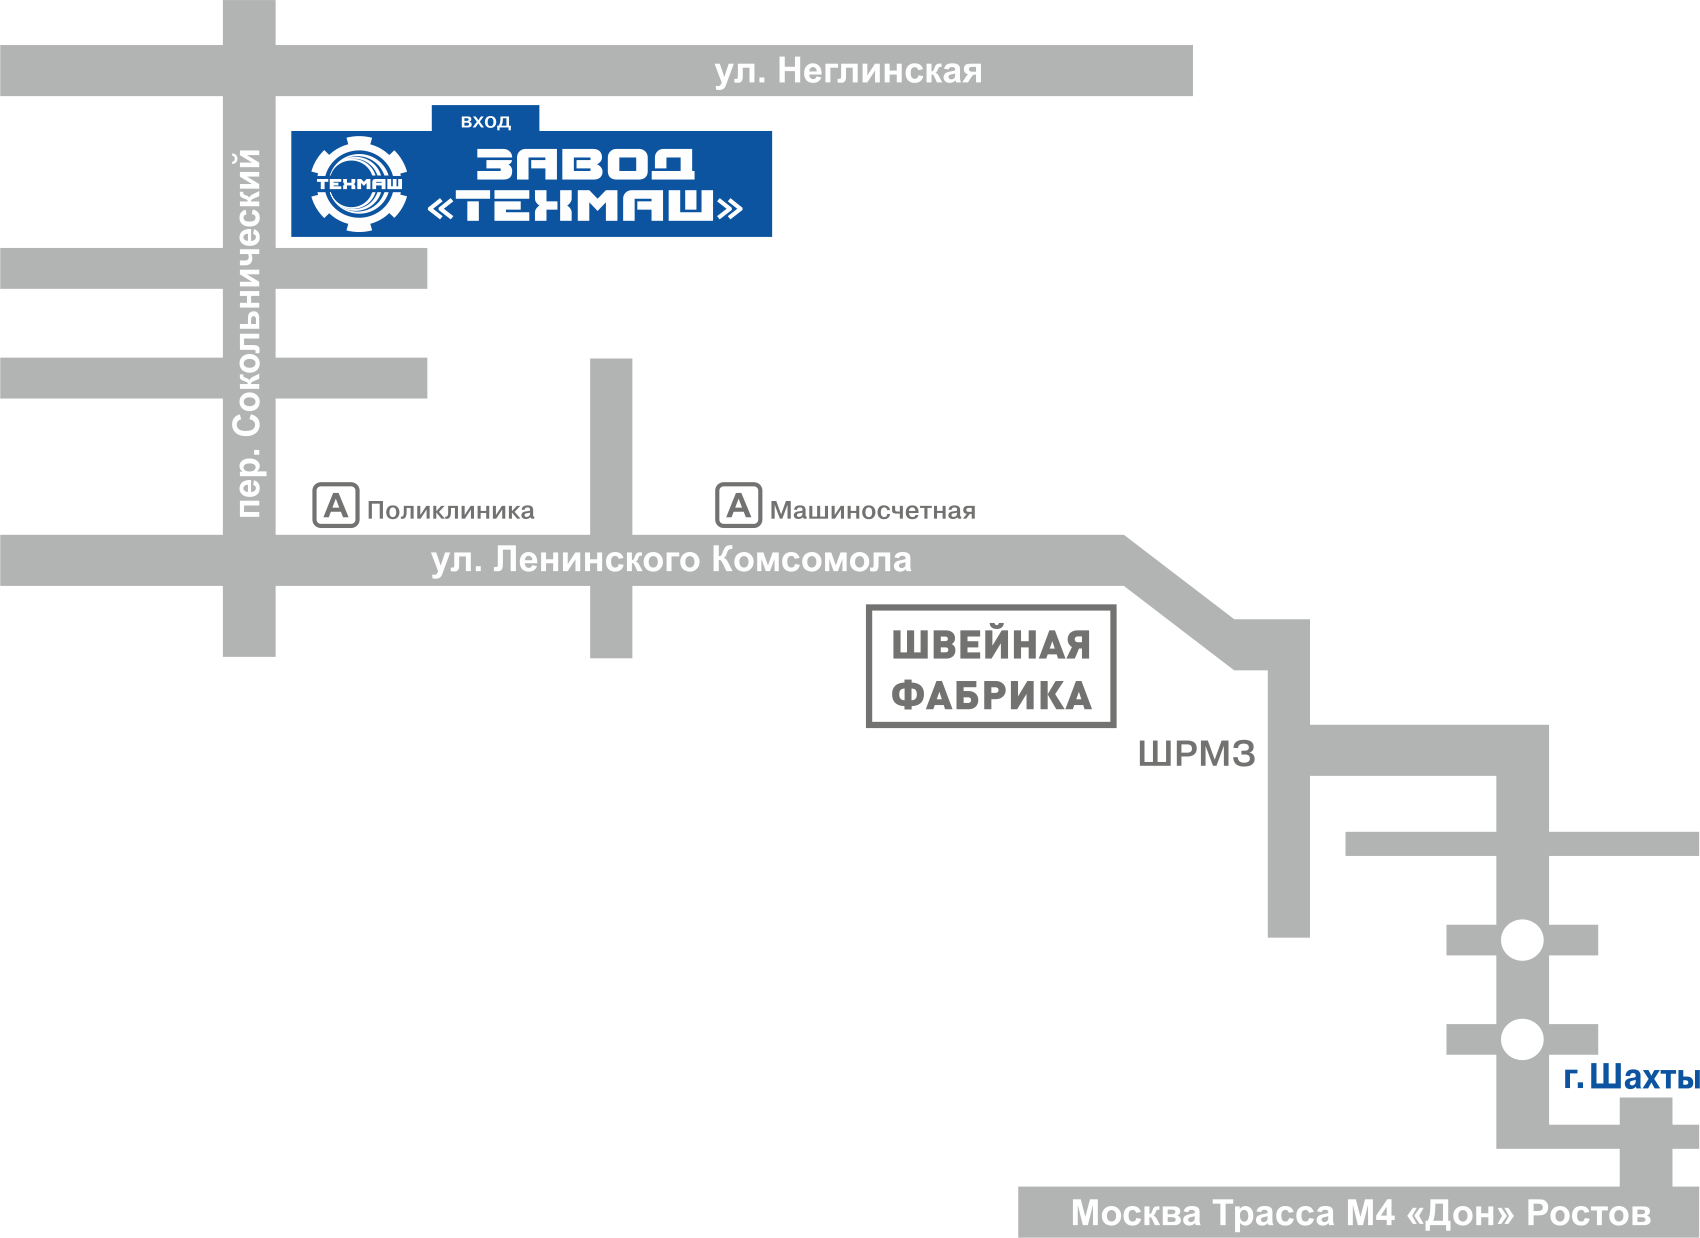 ул. Неглинская
вход
ЗАВОД
«ТЕХМАШ»
ТЕХМАШ
пер. Сокольнический
А Поликлиника
А Машиносчетная
ул. Ленинского Комсомола
ШВЕЙНАЯ
ФАБРИКА
ШРМЗ
г. Шахты
Москва Трасса М4 «Дон» Ростов